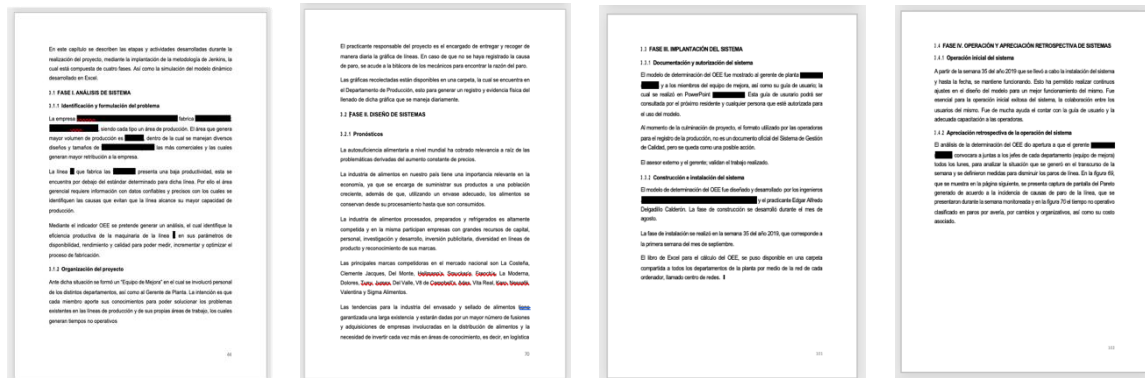 En este capítulo se describen las etapas y actividades desarrolladas durante la
realización del proyecto, mediante la implantación de la metodología de Jenkins, la
cual está compuesta de cuatro fases. Así como la simulación del modelo dinámico
desarrollado en Excel.
3.1 FASE I. ANÁLISIS DE SISTEMA
3.1.1 Identificación y formulación del problema
La empresa fabrica
, siendo cada tipo un área de producción. El área que genera
mayor volumen de producción es , dentro de la cual se manejan diversos
diseños y tamaños de las más comerciales y las cuales
generan mayor retribución a la empresa.
La línea que fabrica las presenta una baja productividad, esta se
encuentra por debajo del estándar determinado para dicha línea. Por ello el área
gerencial requiere información con datos confiables y precisos con los cuales se
identifiquen las causas que evitan que la línea alcance su mayor capacidad de
producción.
Mediante el indicador OEE se pretende generar un análisis, el cual identifique la
eficiencia productiva de la maquinaria de la línea en sus parámetros de
disponibilidad, rendimiento y calidad para poder medir, incrementar y optimizar el
proceso de fabricación.
3.1.2 Organización del proyecto
Ante dicha situación se formó un "Equipo de Mejora" en el cual se involucró personal
de los distintos departamentos, así como al Gerente de Planta. La intención es que
cada miembro aporte sus conocimientos para poder solucionar los problemas
existentes en las líneas de producción y de sus propias áreas de trabajo, los cuales
generan tiempos no operativos.
El practicante responsable del proyecto es el encargado de entregar y recoger de
manera diaria la gráfica de líneas. En caso de que no se haya registrado la causa
de paro, se acude a la bitácora de los mecánicos para encontrar la razón del paro.
Las gráficas recolectadas están disponibles en una carpeta, la cual se encuentra en
el Departamento de Producción, esto para generar un registro y evidencia física del
llenado de dicha gráfica que se maneja diariamente.
3.2 FASE II. DISEÑO DE SISTEMAS
3.2.1 Pronósticos
La autosuficiencia alimentaria a nivel mundial ha cobrado relevancia a raíz de las
problemáticas derivadas del aumento constante de precios.
La industria de alimentos en nuestro país tiene una importancia relevante en la
economía, ya que se encarga de suministrar sus productos a una población
creciente, además de que, utilizando un envase adecuado, los alimentos se
conservan desde su procesamiento hasta que son consumidos.
La industria de alimentos procesados, preparados y refrigerados es altamente
competida y en la misma participan empresas con grandes recursos de capital,
personal, investigación y desarrollo, inversión publicitaria, diversidad en líneas de
producto y reconocimiento de sus marcas.
Las principales marcas competidoras en el mercado nacional son La Costeña,
Clemente Jacques, Del Monte, La Moderna,
Dolores, Del Valle, V8 de Campbell's, Ades, Vita Real,
Valentina y Sigma Alimentos.
Las tendencias para la industria del envasado y sellado de alimentos tiene
garantizada una larga existencia y estarán dadas por un mayor número de fusiones
y adquisiciones de empresas involucradas en la distribución de alimentos y la
necesidad de invertir cada vez más en áreas de conocimiento, es decir, en logística
3.3 FASE III. IMPLANTACIÓN DEL SISTEMA
3.3.1 Documentación y autorización del sistema
El modelo de determinación del OEE fue mostrado al gerente de planta
y a los miembros del equipo de mejora, así como su guía de usuario; la
cual se realizó en PowerPoint . Esta guía de usuario podrá ser
consultada por el próximo residente y cualquier persona que esté autorizada para
el uso del modelo.
Al momento de la culminación de proyecto, el formato utilizado por las operadoras
para el registro de la producción, no es un documento oficial del Sistema de Gestión
de Calidad, pero se queda como una posible acción.
El asesor externo y el gerente; validan el trabajo realizado.
3.3.2 Construcción e instalación del sistema
El modelo de determinación del OEE fue diseñado y desarrollado por los ingenieros
y el practicante Edgar Alfredo
Delgadillo Calderón. La fase de construcción se desarrolló durante el mes de
agosto.
La fase de instalación se realizó en la semana 35 del año 2019, que corresponde a
la primera semana del mes de septiembre.
El libro de Excel para el cálculo del OEE, se puso disponible en una carpeta
compartida a todos los departamentos de la planta por medio de la red de cada
ordenador, llamado centro de redes.
3.4 FASE IV. OPERACIÓN Y APRECIACIÓN RETROSPECTIVA DE SISTEMAS
3.4.1 Operación inicial del sistema
A partir de la semana 35 del año 2019 que se llevó a cabo la instalación del sistema
y hasta la fecha, se mantiene funcionando. Esto ha permitido realizar continuos
ajustes en el diseño del modelo para un mejor funcionamiento del mismo. Fue
esencial para la operación inicial exitosa del sistema, la colaboración entre los
usuarios del mismo. Fue de mucha ayuda el contar con la guía de usuario y la
adecuada capacitación a las operadoras.
3.4.2 Apreciación retrospectiva de la operación del sistema
El análisis de la determinación del OEE dio apertura a que el gerente
convocara a juntas a los jefes de cada departamento (equipo de mejora)
todos los lunes, para analizar la situación que se generó en el transcurso de la
semana y se definieron medidas para disminuir los paros de línea. En la figura 69,
que se muestra en la página siguiente, se presenta captura de pantalla del Pareto
generado de acuerdo a la incidencia de causas de paro de la línea, que se
presentaron durante la semana monitoreada y en la figura 70 el tiempo no operativo
clasificado en paros por avería, por cambios y organizativos, así como su costo
asociado.